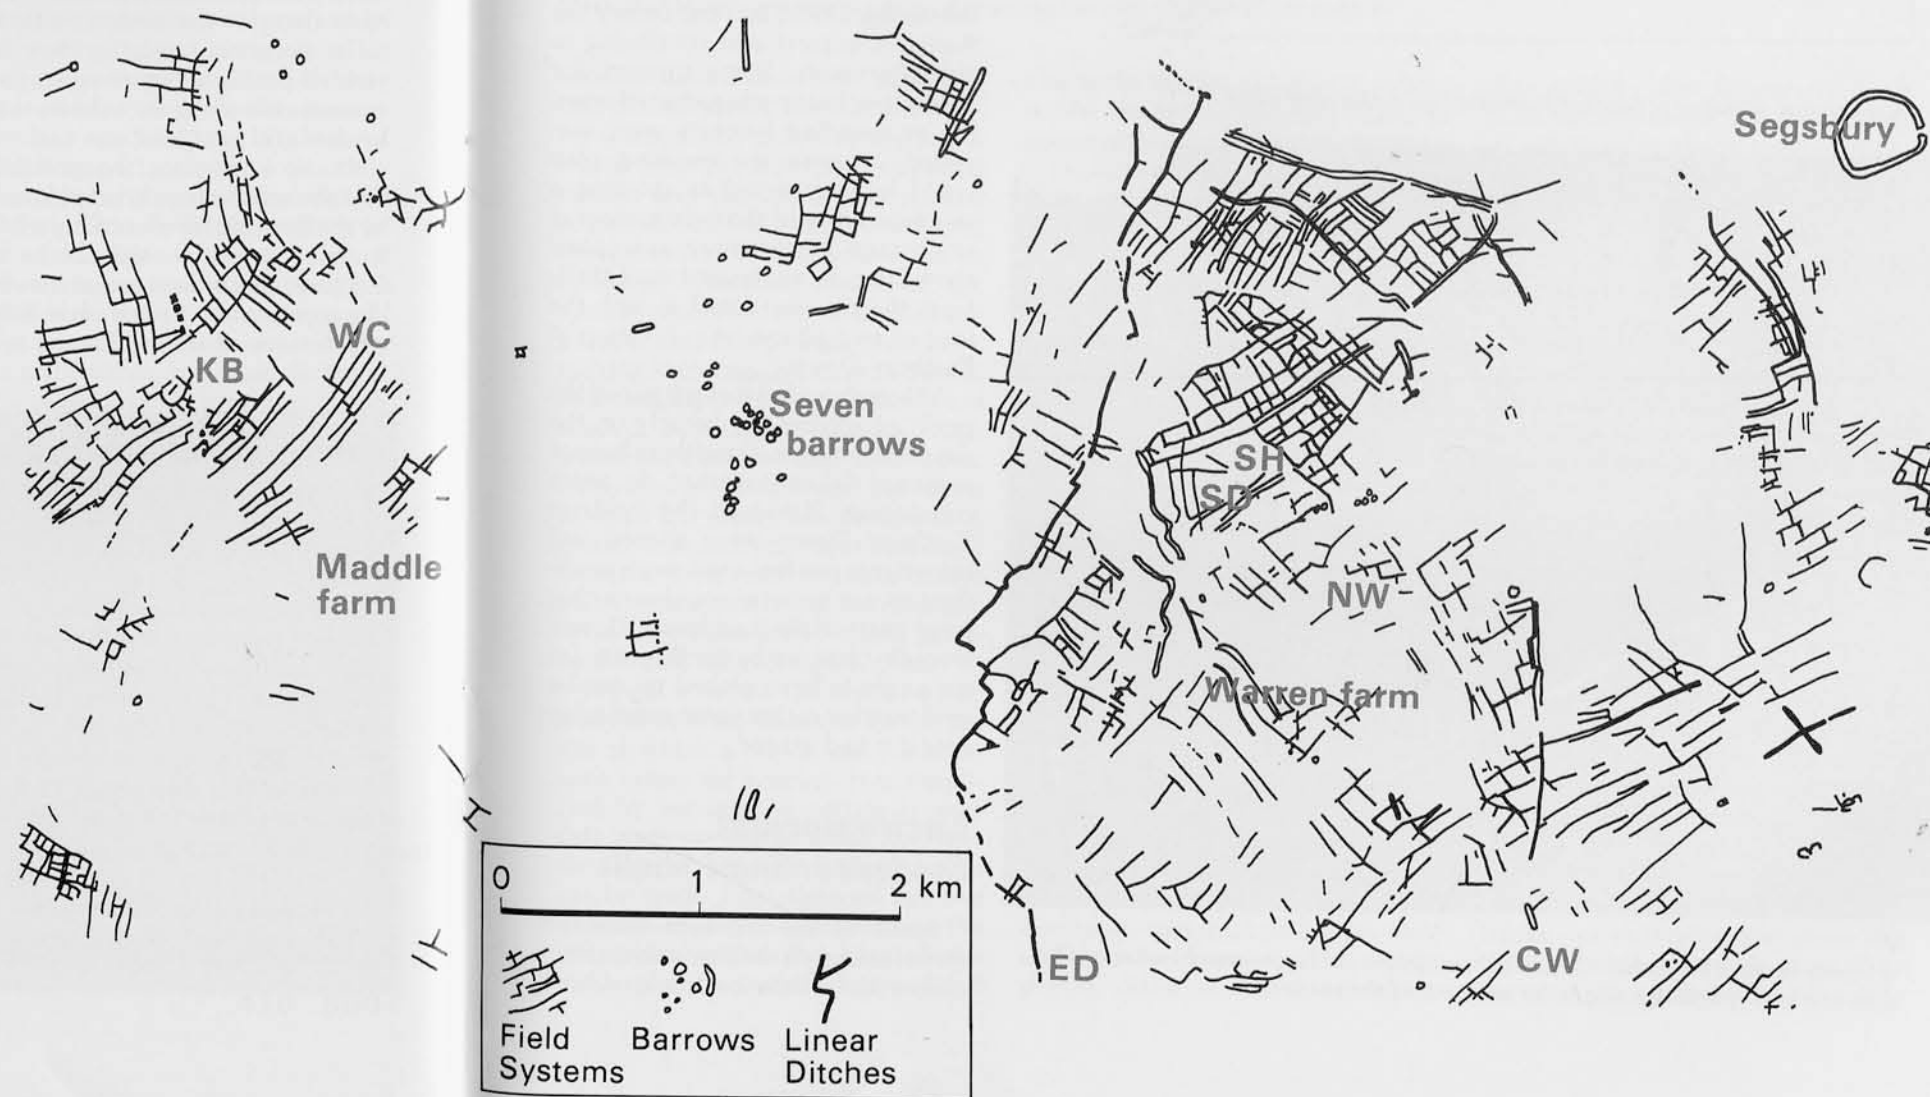 Segsbury
WC
KB
Seven
barrows
SH
SD
Maddle
farm
NW
Warren farm
ED
CW
0 1 2 km
Field
Systems
Barrows
Linear
Ditches